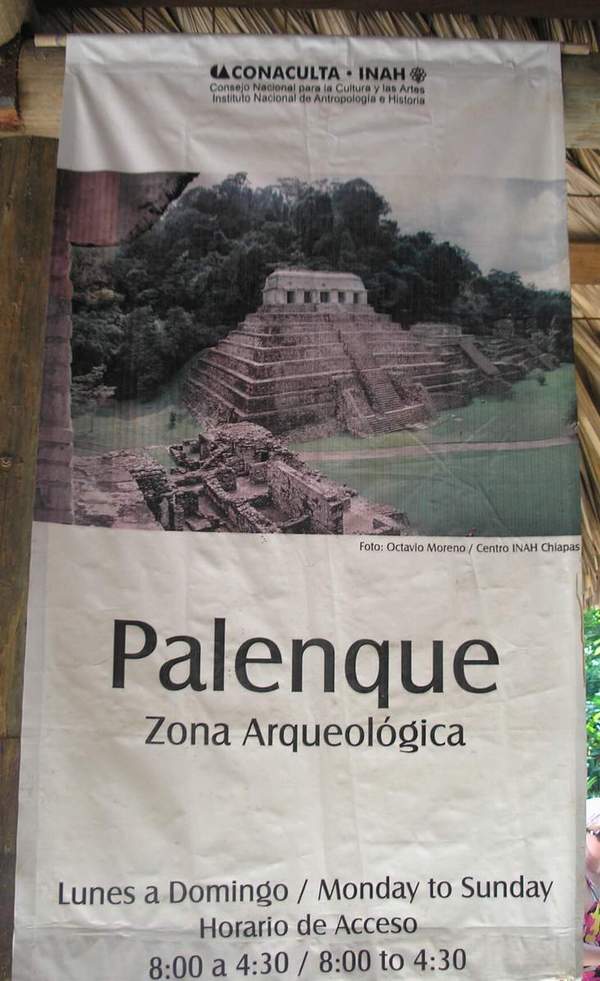 CONACULTA • INAH
Consejo Nacional para la Cultura y las Artes
Instituto Nacional de Antropología e Historia
Foto: Octavio Moreno / Centro INAH Chiapas
Palenque
Zona Arqueológica
Lunes a Domingo / Monday to Sunday
Horario de Acceso
8:00 a 4:30 / 8:00 to 4:30